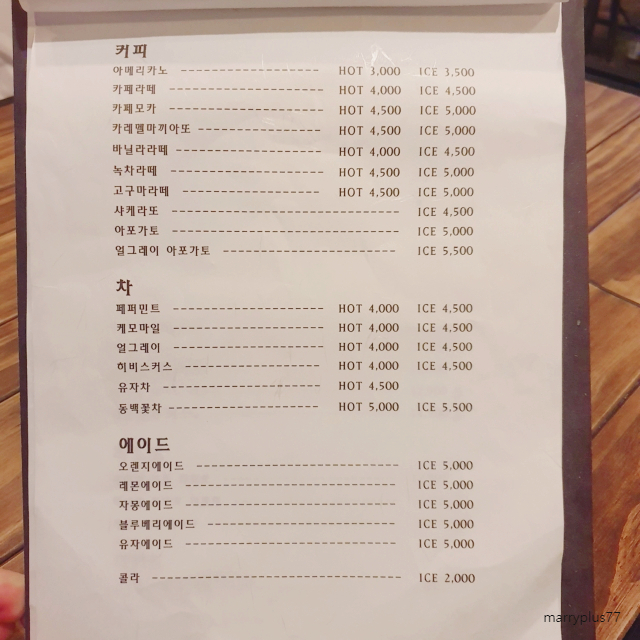 커피
아메리카노 HOT 3,000 ICE 3,500
카페라떼 HOT 4,000 ICE 4,500
카페모카 HOT 4,500 ICE 5,000
카레멜마끼아또 HOT 4,500 ICE 5,000
바닐라라떼 HOT 4,000 ICE 4,500
녹차라떼 HOT 4,500 ICE 5,000
고구마라떼 HOT 4,500 ICE 5,000
샤케라또 ICE 4,500
아포가토 ICE 5,000
얼그레이 아포가토 ICE 5,500
차
페퍼민트 HOT 4,000 ICE 4,500
케모마일 HOT 4,000 ICE 4,500
얼그레이 HOT 4,000 ICE 4,500
히비스커스 HOT 4,000 ICE 4,500
유자차 HOT 4,500
동백꽃차 HOT 5,000 ICE 5,500
에이드
오렌지에이드 ICE 5,000
레몬에이드 ICE 5,000
자몽에이드 ICE 5,000
블루베리에이드 ICE 5,000
유자에이드 ICE 5,000
콜라 ICE 2,000
marryplus77